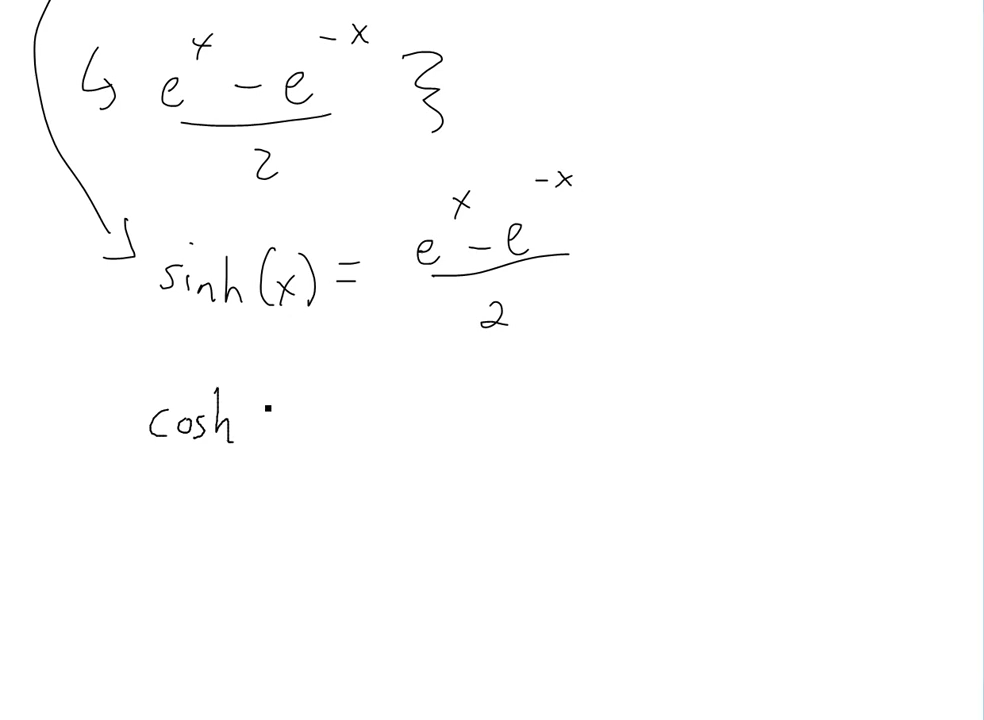 ↳ e^x - e^-x }
2
sinh(x) = e^x - e^-x
2
cosh